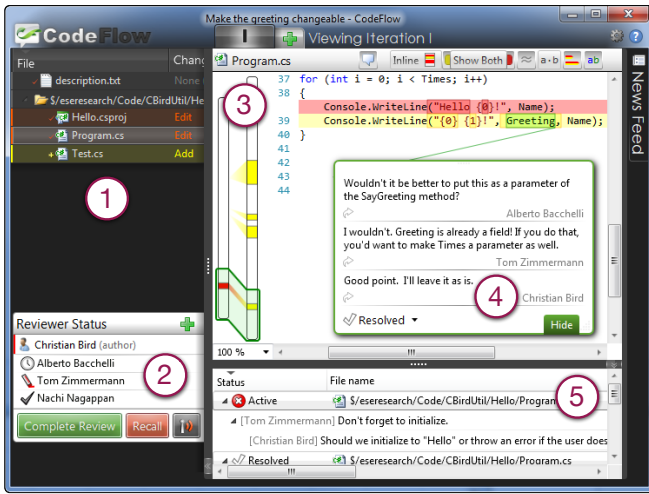 Make the greeting changeable - CodeFlow
CodeFlow
I
Viewing Iteration I
File
Chang
description.txt
None (
$/eseresearch/Code/CBirdUtil/He
Hello.csproj
Edit
Program.cs
Edit
Test.cs
Add
1
Reviewer Status
Christian Bird (author)
Alberto Bacchelli
Tom Zimmermann
Nachi Nagappan
2
Complete Review
Recall
Program.cs
Inline
Show Both
a·b
ab
3
37 for (int i = 0; i < Times; i++)
38 {
Console.WriteLine("Hello {0}!", Name);
39 Console.WriteLine("{0} {1}!", Greeting, Name);
40 }
41
42
43
44
Wouldn't it be better to put this as a parameter of
the SayGreeting method?
Alberto Bacchelli
I wouldn't. Greeting is already a field! If you do that,
you'd want to make Times a parameter as well.
Tom Zimmermann
Good point. I'll leave it as is.
Christian Bird
4
Resolved
Hide
100 %
Status
File name
5
Active
$/eseresearch/Code/CBirdUtil/Hello/Program.cs
[Tom Zimmermann] Don't forget to initialize.
[Christian Bird] Should we initialize to "Hello" or throw an error if the user does
Resolved
$/eseresearch/Code/CBirdUtil/Hello/Program.cs
News Feed